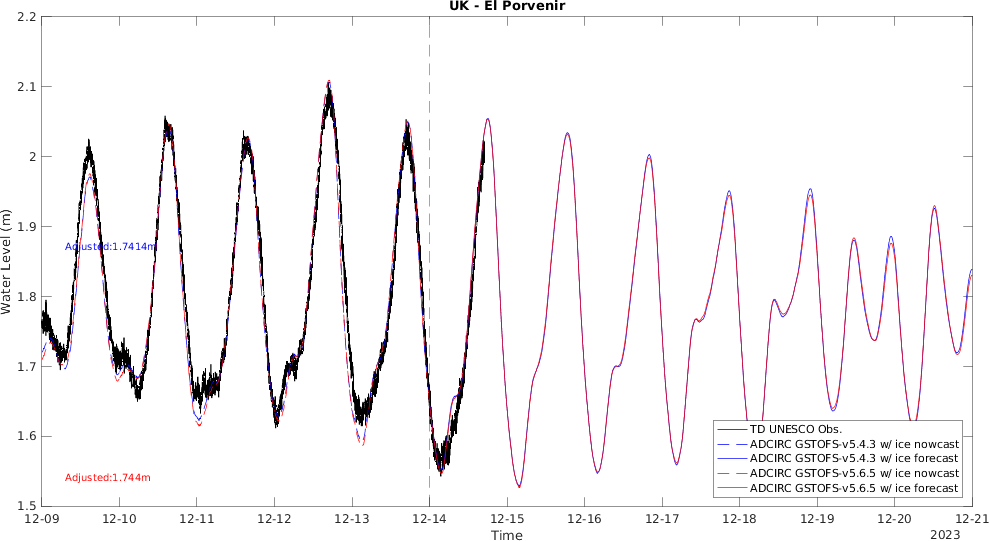 UK - El Porvenir
2.2
2.1
2
1.9
1.8
1.7
1.6
1.5
Water Level (m)
Adjusted:1.7414m
Adjusted:1.744m
TD UNESCO Obs.
ADCIRC GSTOFS-v5.4.3 w/ ice nowcast
ADCIRC GSTOFS-v5.4.3 w/ ice forecast
ADCIRC GSTOFS-v5.6.5 w/ ice nowcast
ADCIRC GSTOFS-v5.6.5 w/ ice forecast
12-09 12-10 12-11 12-12 12-13 12-14 12-15 12-16 12-17 12-18 12-19 12-20 12-21
Time
2023